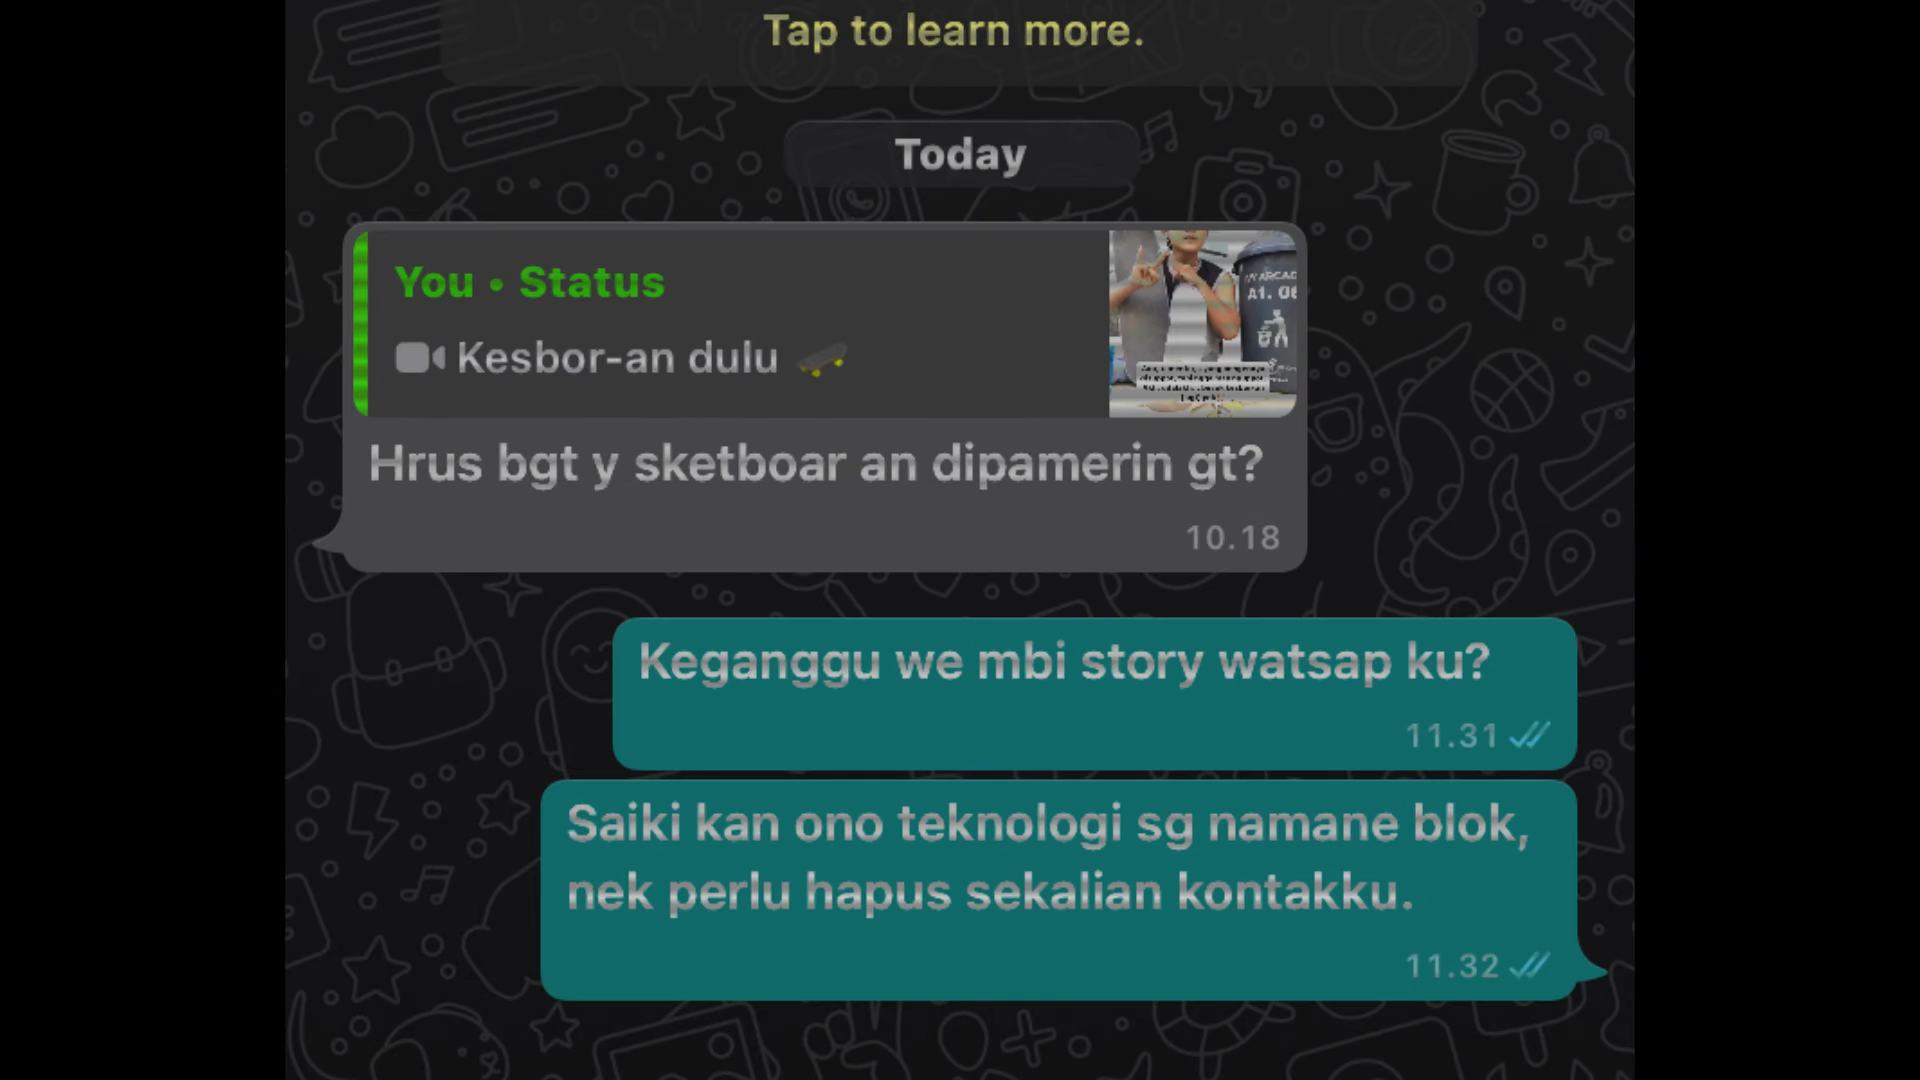 Tap to learn more.
Today
You • Status
Kesbor-an dulu 🛹
A1. 06
Hrus bgt y sketboar an dipamerin gt?
10.18
Keganggu we mbi story watsap ku?
11.31
Saiki kan ono teknologi sg namane blok,
nek perlu hapus sekalian kontakku.
11.32